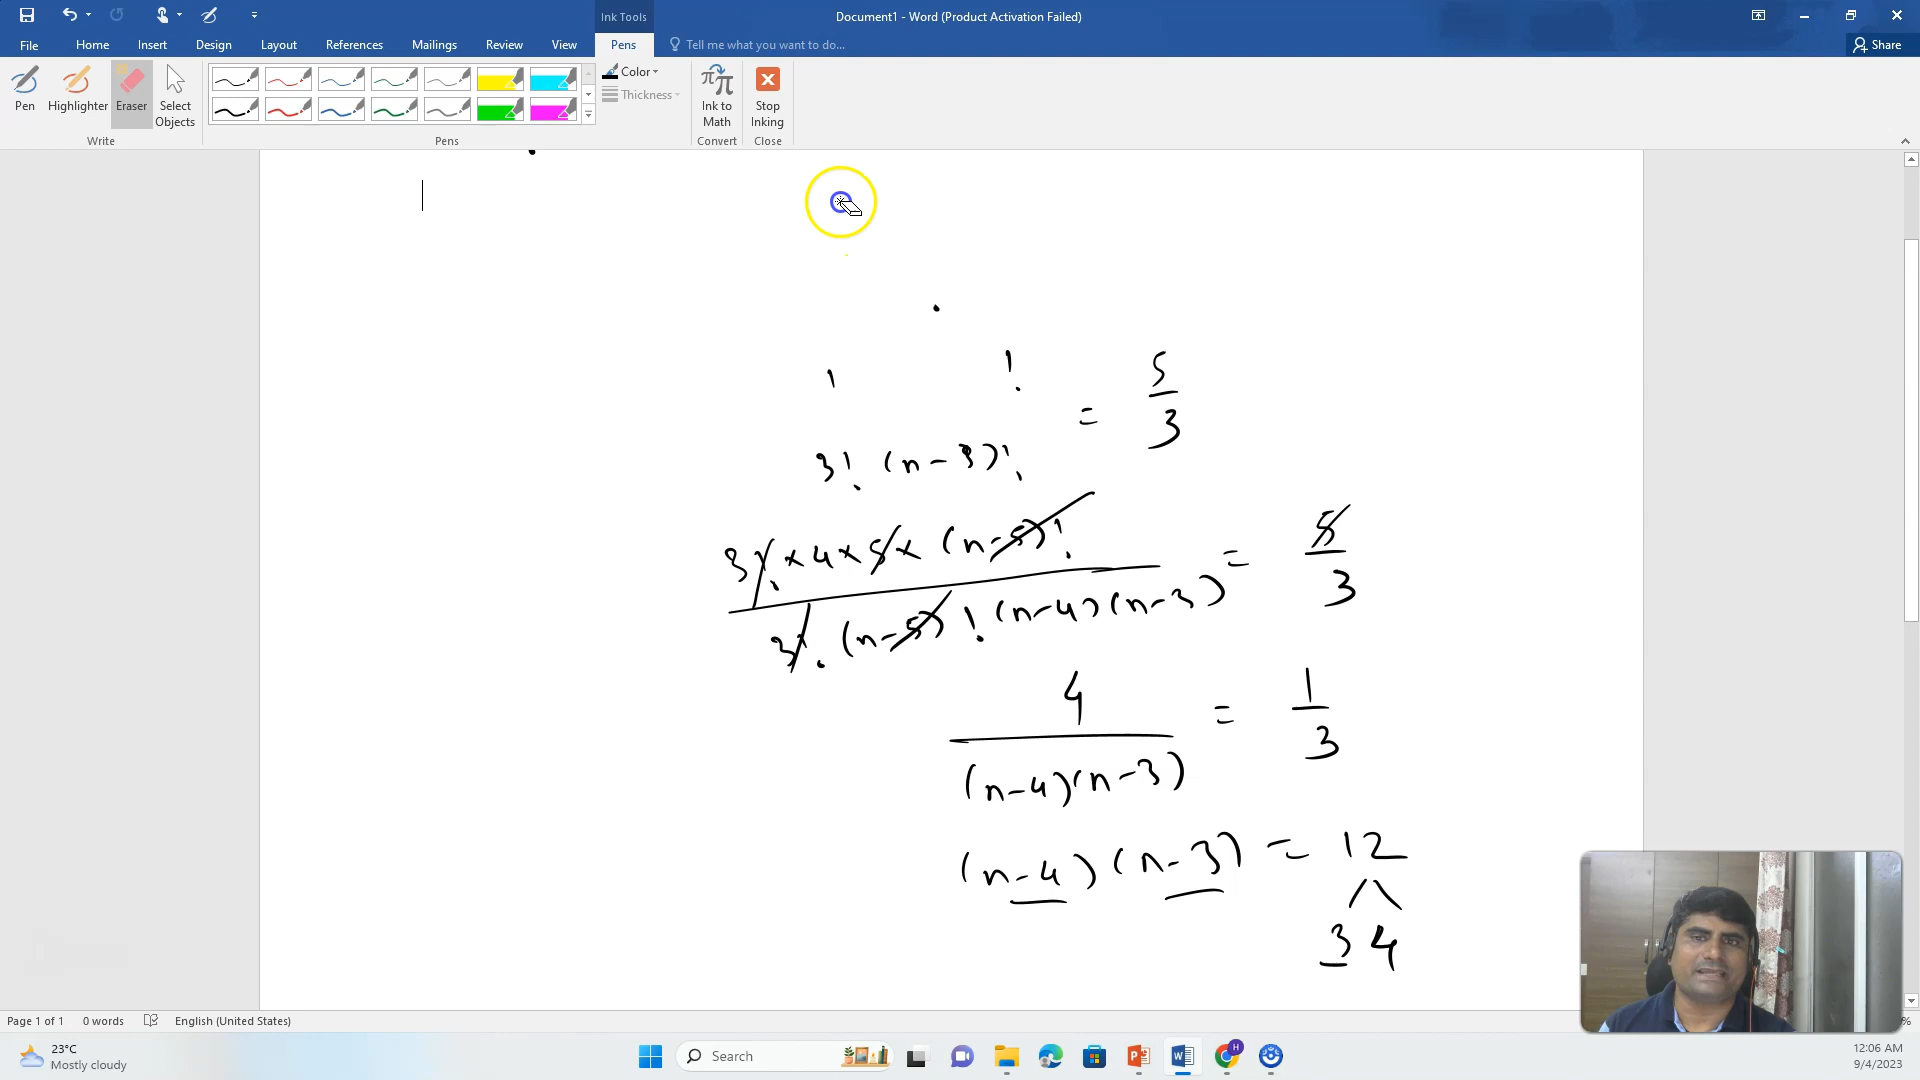 Ink Tools
Document1 - Word (Product Activation Failed)
File Home Insert Design Layout References Mailings Review View Pens Tell me what you want to do... Share
Pen Highlighter Eraser Select Objects
Color
Thickness
Ink to Math
Stop Inking
Write Pens Convert Close
! ! = 5/3
3! (n-3)!
3! × 4 × 5 × (n-5)! = 5
3! (n-5)! (n-4)(n-3) 3
4 = 1
(n-4)(n-3) 3
(n-4)(n-3) = 12
3 4
Page 1 of 1 0 words English (United States)
23°C
Mostly cloudy
Search
H
12:06 AM
9/4/2023